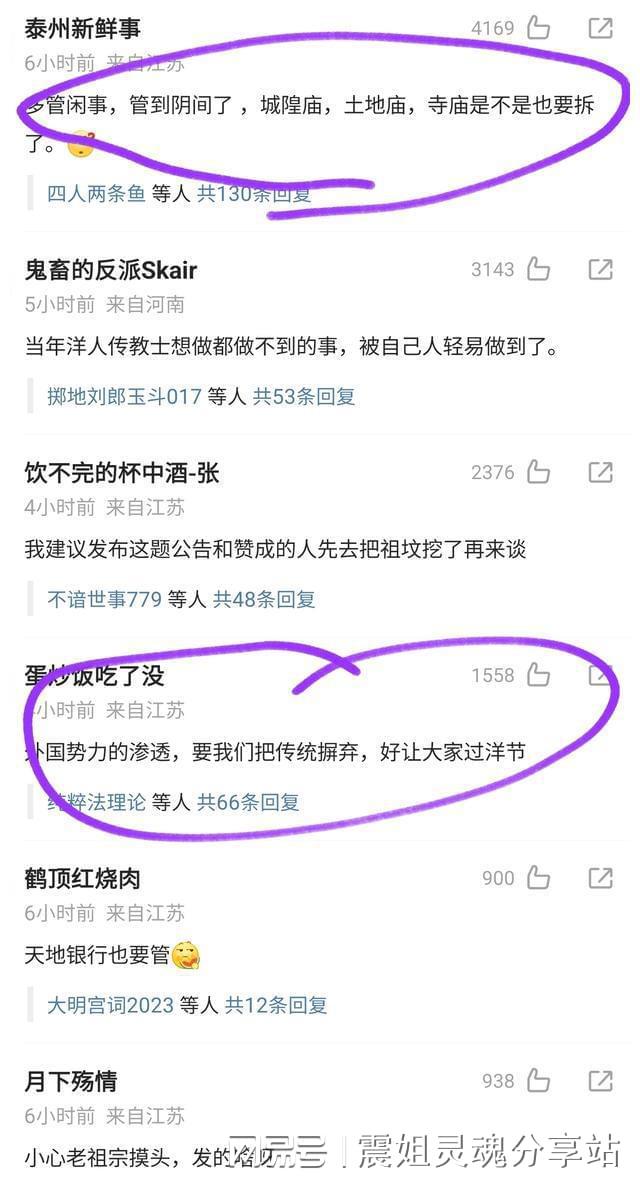 泰州新鲜事
4169
6小时前 来自江苏
多管闲事，管到阴间了，城隍庙，土地庙，寺庙是不是也要拆
了。
四人两条鱼 等人 共130条回复
鬼畜的反派Skair
3143
5小时前 来自河南
当年洋人传教士想做都做不到的事，被自己人轻易做到了。
掷地刘郎玉斗017 等人 共53条回复
饮不完的杯中酒-张
2376
4小时前 来自江苏
我建议发布这题公告和赞成的人先去把祖坟挖了再来谈
不谙世事779 等人 共48条回复
蛋炒饭吃了没
1558
小时前 来自江苏
外国势力的渗透，要我们把传统摒弃，好让大家过洋节
纯粹法理论 等人 共66条回复
鹤顶红烧肉
900
6小时前 来自江苏
天地银行也要管
大明宫词2023 等人 共12条回复
月下殇情
938
6小时前 来自江苏
小心老祖宗摸头，发的
网易号 | 震姐灵魂分享站